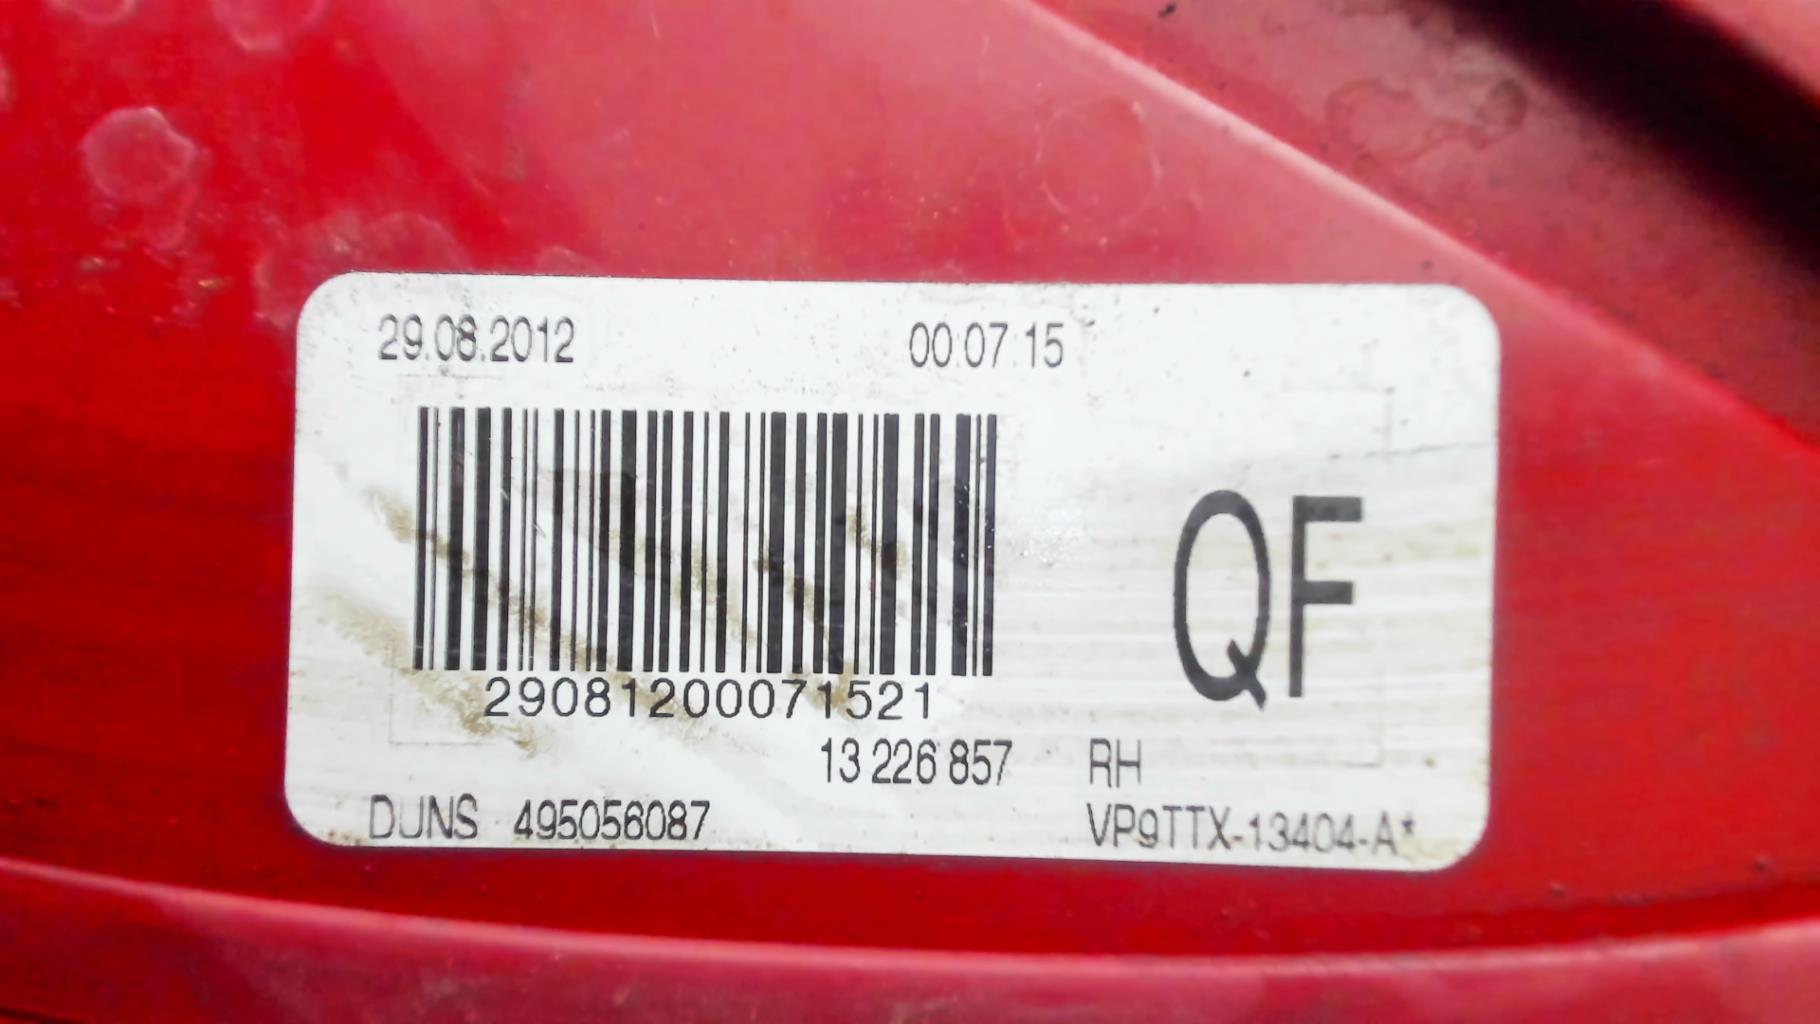 29.08.2012 00:07:15
QF
29081200071521
13 226 857 RH
DUNS 495056087 VP9TTX-13404-A*